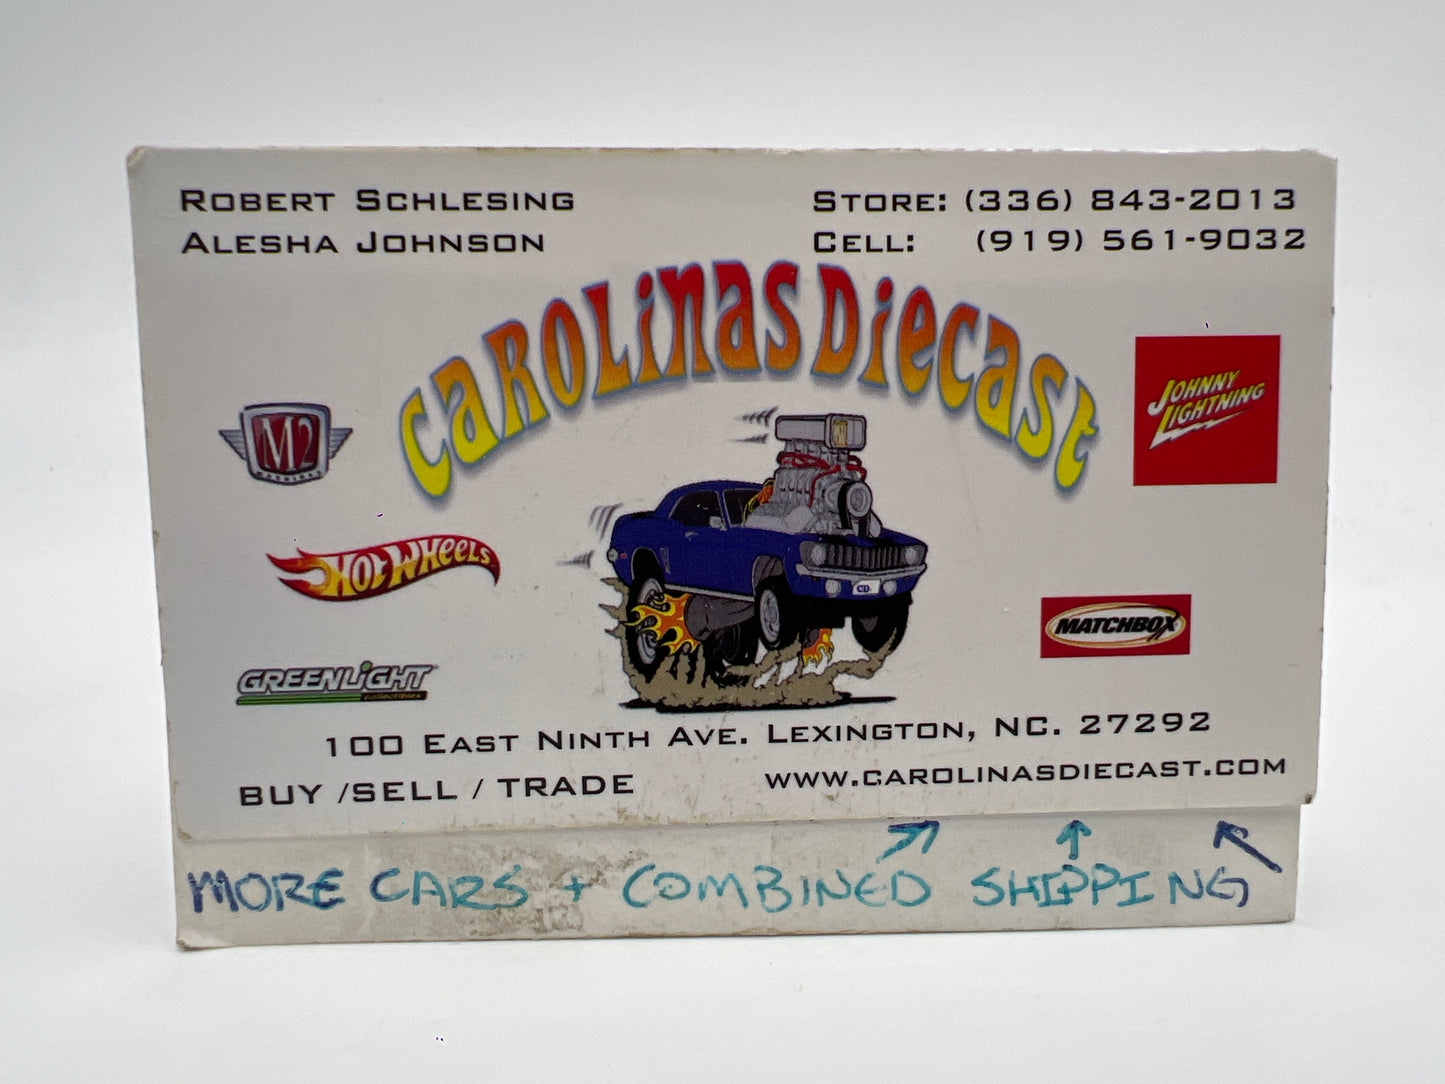 ROBERT SCHLESING
ALESHA JOHNSON
STORE: (336) 843-2013
CELL: (919) 561-9032
CAROLINAS DIECAST
M2
MACHINES
JOHNNY
LIGHTNING
HOT WHEELS
MATCHBOX
GREENLIGHT
collectibles
CD
100 EAST NINTH AVE. LEXINGTON, NC. 27292
BUY /SELL / TRADE
WWW.CAROLINASDIECAST.COM
MORE CARS + COMBINED SHIPPING